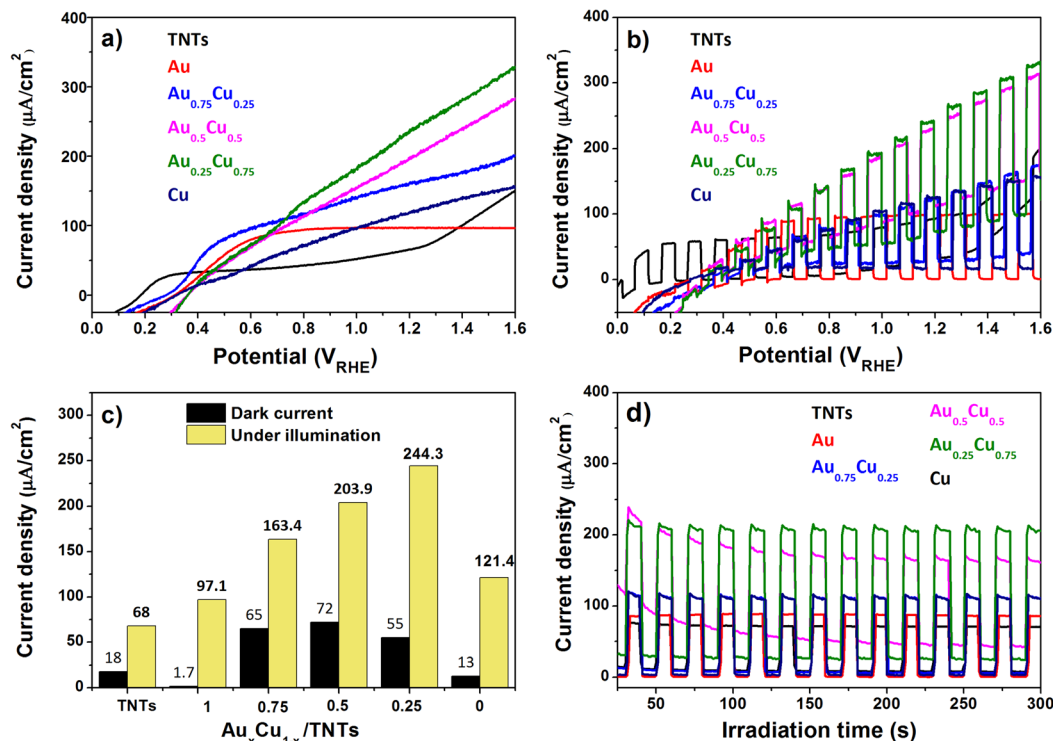 a)
TNTs
Au
Au0.75Cu0.25
Au0.5Cu0.5
Au0.25Cu0.75
Cu
Current density (µA/cm²)
400
300
200
100
0
0.0 0.2 0.4 0.6 0.8 1.0 1.2 1.4 1.6
Potential (VRHE)
b)
TNTs
Au
Au0.75Cu0.25
Au0.5Cu0.5
Au0.25Cu0.75
Cu
Current density (µA/cm²)
400
300
200
100
0
0.0 0.2 0.4 0.6 0.8 1.0 1.2 1.4 1.6
Potential (VRHE)
c)
Dark current
Under illumination
Current density (µA/cm²)
300
250
200
150
100
50
0
18 68
1.7 97.1
65 163.4
72 203.9
55 244.3
13 121.4
TNTs 1 0.75 0.5 0.25 0
AuxCu1-x/TNTs
d)
TNTs
Au
Au0.75Cu0.25
Au0.5Cu0.5
Au0.25Cu0.75
Cu
Current density (µA/cm²)
400
300
200
100
0
50 100 150 200 250 300
Irradiation time (s)